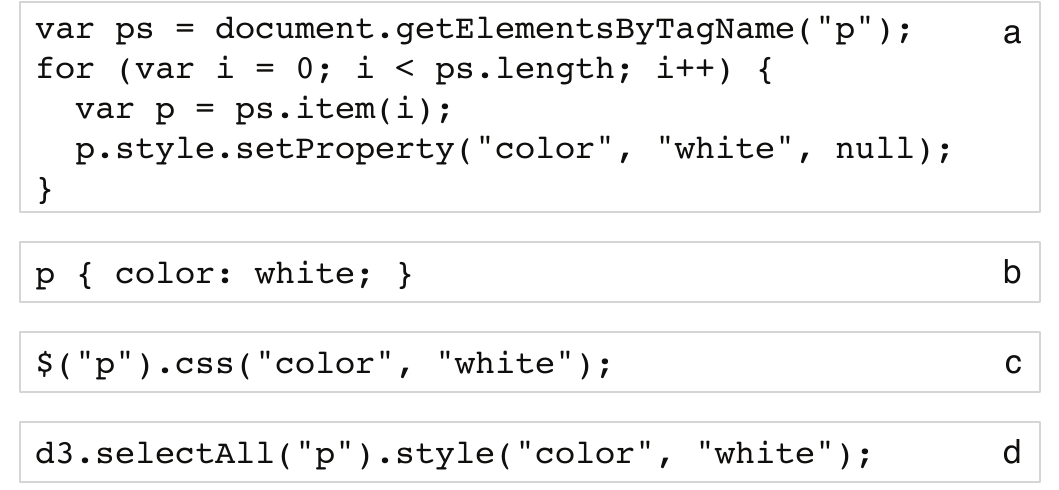 var ps = document.getElementsByTagName("p"); a
for (var i = 0; i < ps.length; i++) {
  var p = ps.item(i);
  p.style.setProperty("color", "white", null);
}
p { color: white; } b
$("p").css("color", "white"); c
d3.selectAll("p").style("color", "white"); d